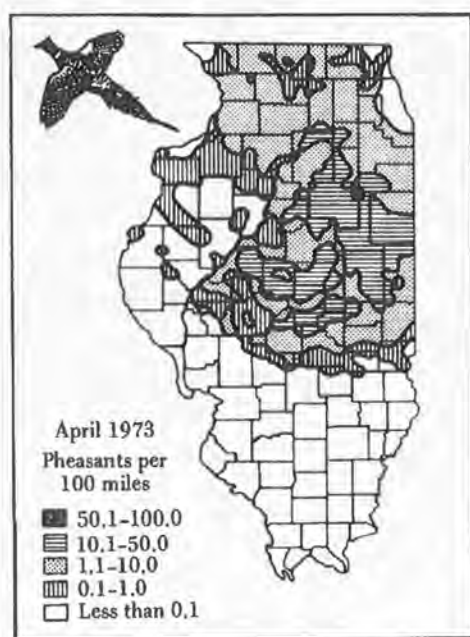 April 1973
Pheasants per
100 miles
50.1-100.0
10.1-50.0
1.1-10.0
0.1-1.0
Less than 0.1